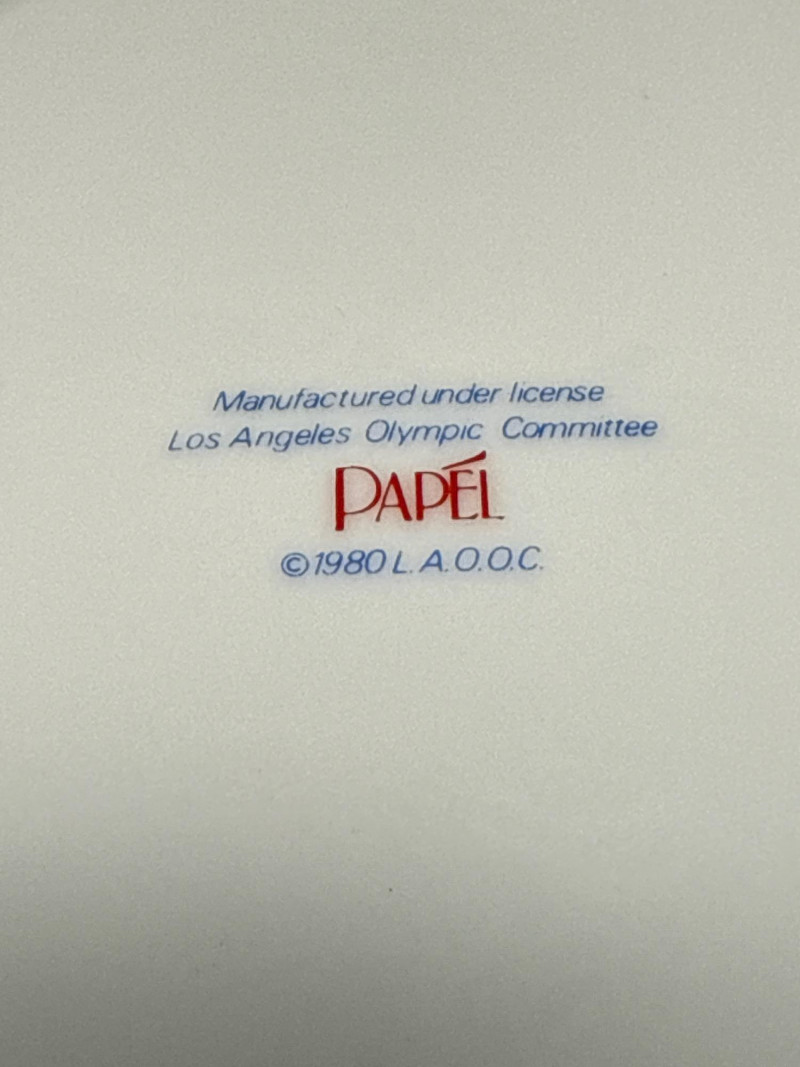 Manufactured under license
Los Angeles Olympic Committee
PAPÉL
©1980 L.A.O.O.C.